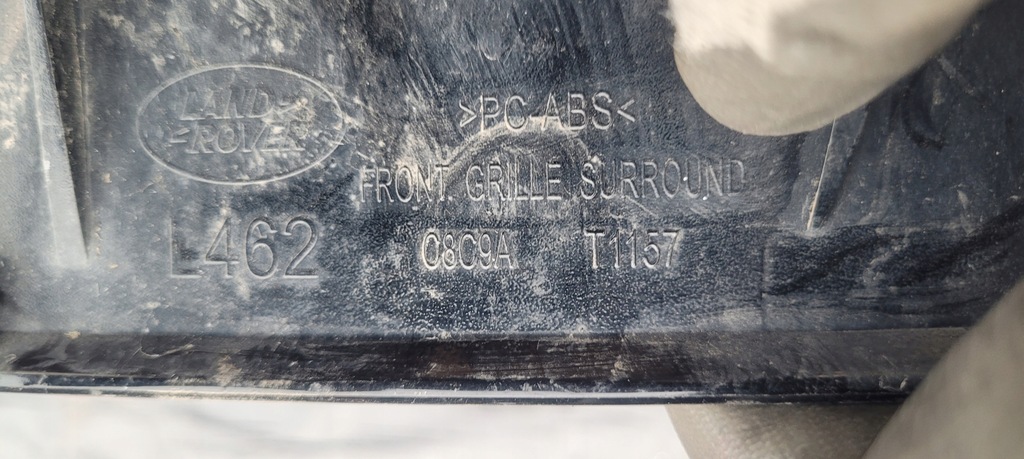 LAND
ROVER
>PC-ABS<
FRONT GRILLE SURROUND
L462 C8C9A T1157